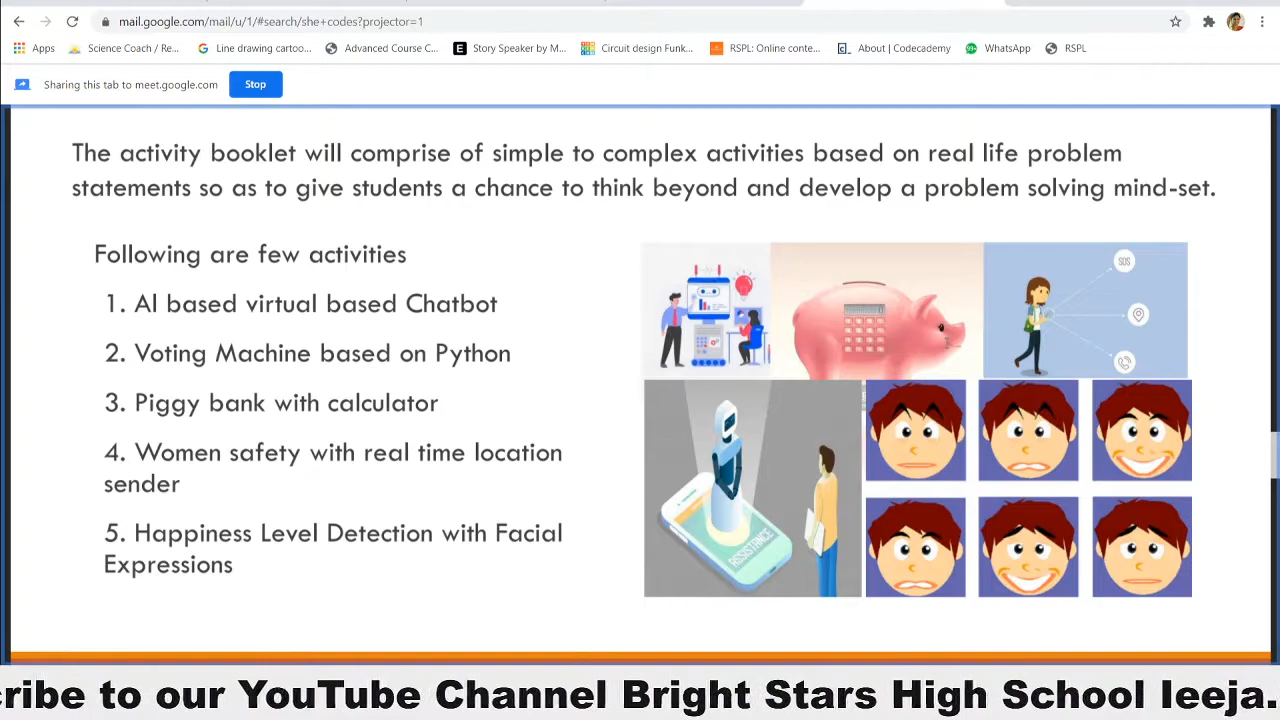 mail.google.com/mail/u/1/#search/she+codes?projector=1
Apps Science Coach / Re... Line drawing cartoo... Advanced Course C... Story Speaker by M... Circuit design Funk... RSPL: Online conte... About | Codecademy WhatsApp RSPL
Sharing this tab to meet.google.com Stop
The activity booklet will comprise of simple to complex activities based on real life problem
statements so as to give students a chance to think beyond and develop a problem solving mind-set.
Following are few activities
1. AI based virtual based Chatbot
2. Voting Machine based on Python
3. Piggy bank with calculator
4. Women safety with real time location
sender
5. Happiness Level Detection with Facial
Expressions
SOS
ASSISTANCE
cribe to our YouTube Channel Bright Stars High School Ieeja.